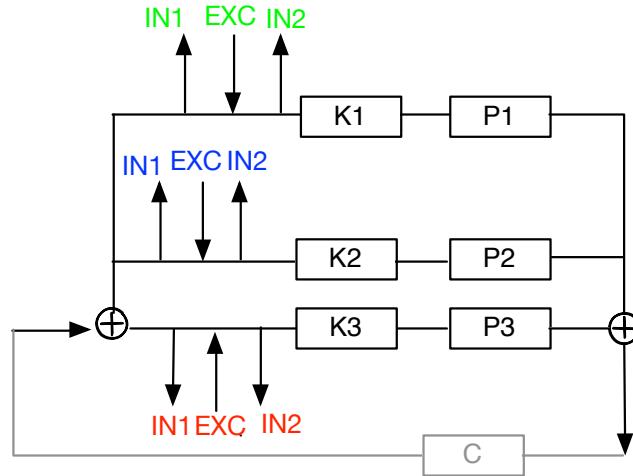 IN1 EXC IN2
K1 P1
IN1 EXC IN2
K2 P2
K3 P3
IN1 EXC IN2
C